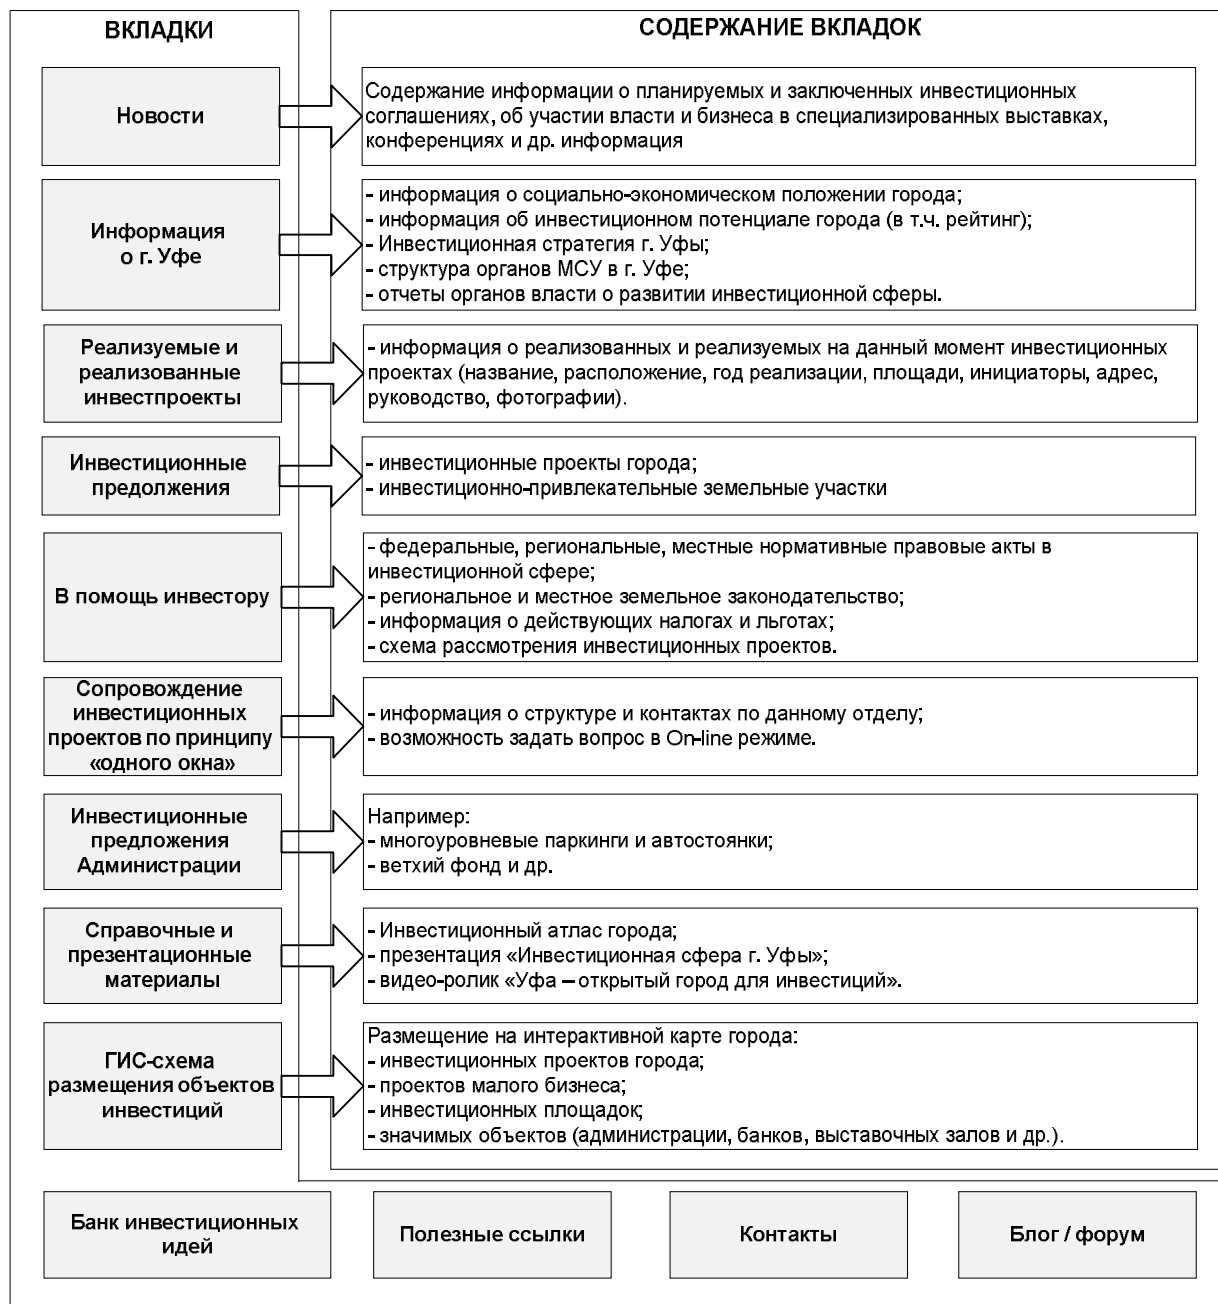 ВКЛАДКИ
СОДЕРЖАНИЕ ВКЛАДОК
Новости
Содержание информации о планируемых и заключенных инвестиционных
соглашениях, об участии власти и бизнеса в специализированных выставках,
конференциях и др. информация
Информация
о г. Уфе
- информация о социально-экономическом положении города;
- информация об инвестиционном потенциале города (в т.ч. рейтинг);
- Инвестиционная стратегия г. Уфы;
- структура органов МСУ в г. Уфе;
- отчеты органов власти о развитии инвестиционной сферы.
Реализуемые и
реализованные
инвестпроекты
- информация о реализованных и реализуемых на данный момент инвестиционных
проектах (название, расположение, год реализации, площади, инициаторы, адрес,
руководство, фотографии).
Инвестиционные
предолжения
- инвестиционные проекты города;
- инвестиционно-привлекательные земельные участки
В помощь инвестору
- федеральные, региональные, местные нормативные правовые акты в
инвестиционной сфере;
- региональное и местное земельное законодательство;
- информация о действующих налогах и льготах;
- схема рассмотрения инвестиционных проектов.
Сопровождение
инвестиционных
проектов по принципу
«одного окна»
- информация о структуре и контактах по данному отделу;
- возможность задать вопрос в On-line режиме.
Инвестиционные
предложения
Администрации
Например:
- многоуровневые паркинги и автостоянки;
- ветхий фонд и др.
Справочные и
презентационные
материалы
- Инвестиционный атлас города;
- презентация «Инвестиционная сфера г. Уфы»;
- видео-ролик «Уфа – открытый город для инвестиций».
ГИС-схема
размещения объектов
инвестиций
Размещение на интерактивной карте города:
- инвестиционных проектов города;
- проектов малого бизнеса;
- инвестиционных площадок;
- значимых объектов (администрации, банков, выставочных залов и др.).
Банк инвестиционных
идей
Полезные ссылки
Контакты
Блог / форум